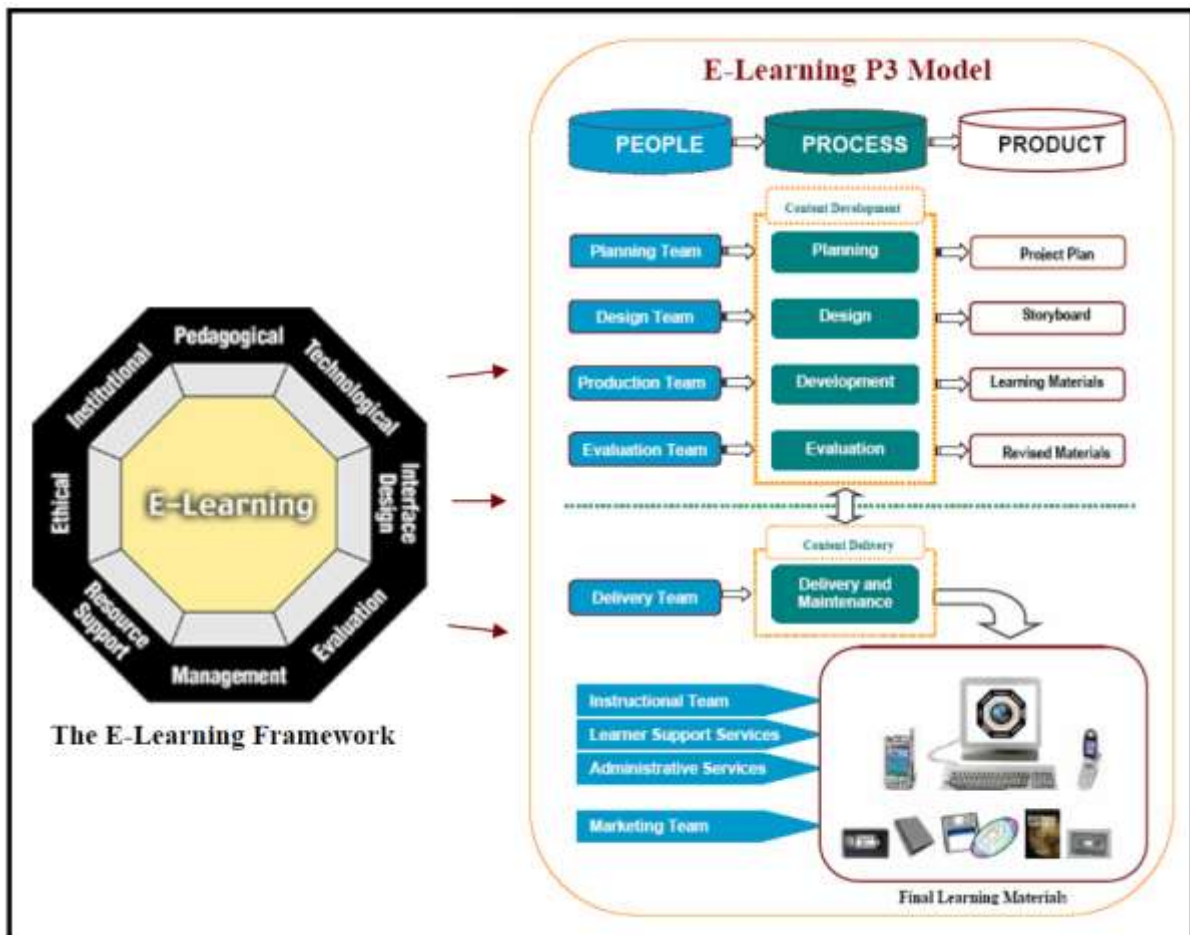 E-Learning P3 Model
PEOPLE
PROCESS
PRODUCT
Content Development
Planning Team
Planning
Project Plan
Design Team
Design
Storyboard
Production Team
Development
Learning Materials
Evaluation Team
Evaluation
Revised Materials
Content Delivery
Delivery Team
Delivery and
Maintenance
Instructional Team
Learner Support Services
Administrative Services
Marketing Team
Final Learning Materials
Pedagogical
Technological
Interface
Design
Evaluation
Management
Resource
Support
Ethical
Institutional
E-Learning
The E-Learning Framework